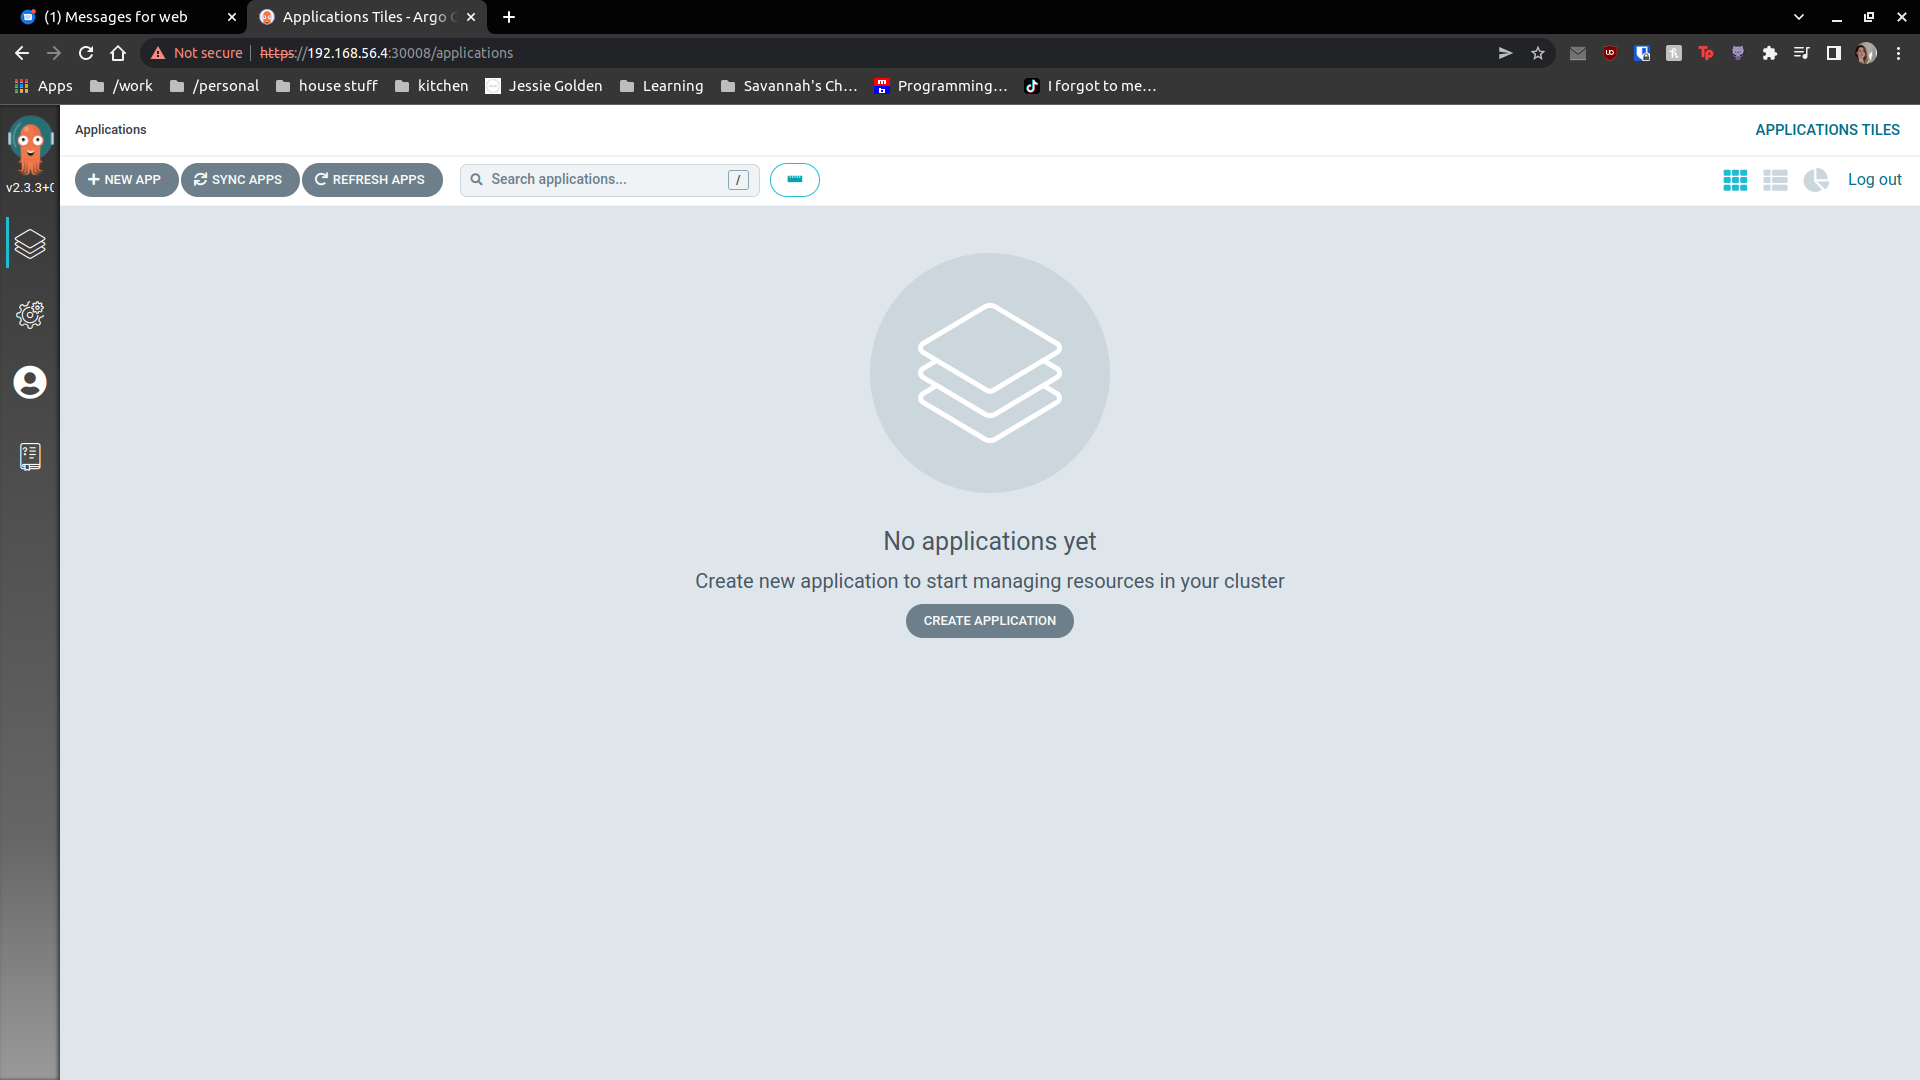 (1) Messages for web
Applications Tiles - Argo C
Not secure
https://192.168.56.4:30008/applications
Apps
/work
/personal
house stuff
kitchen
Jessie Golden
Learning
Savannah's Ch...
Programming...
I forgot to me...
v2.3.3+0
Applications
APPLICATIONS TILES
NEW APP
SYNC APPS
REFRESH APPS
Search applications...
/
Log out
No applications yet
Create new application to start managing resources in your cluster
CREATE APPLICATION